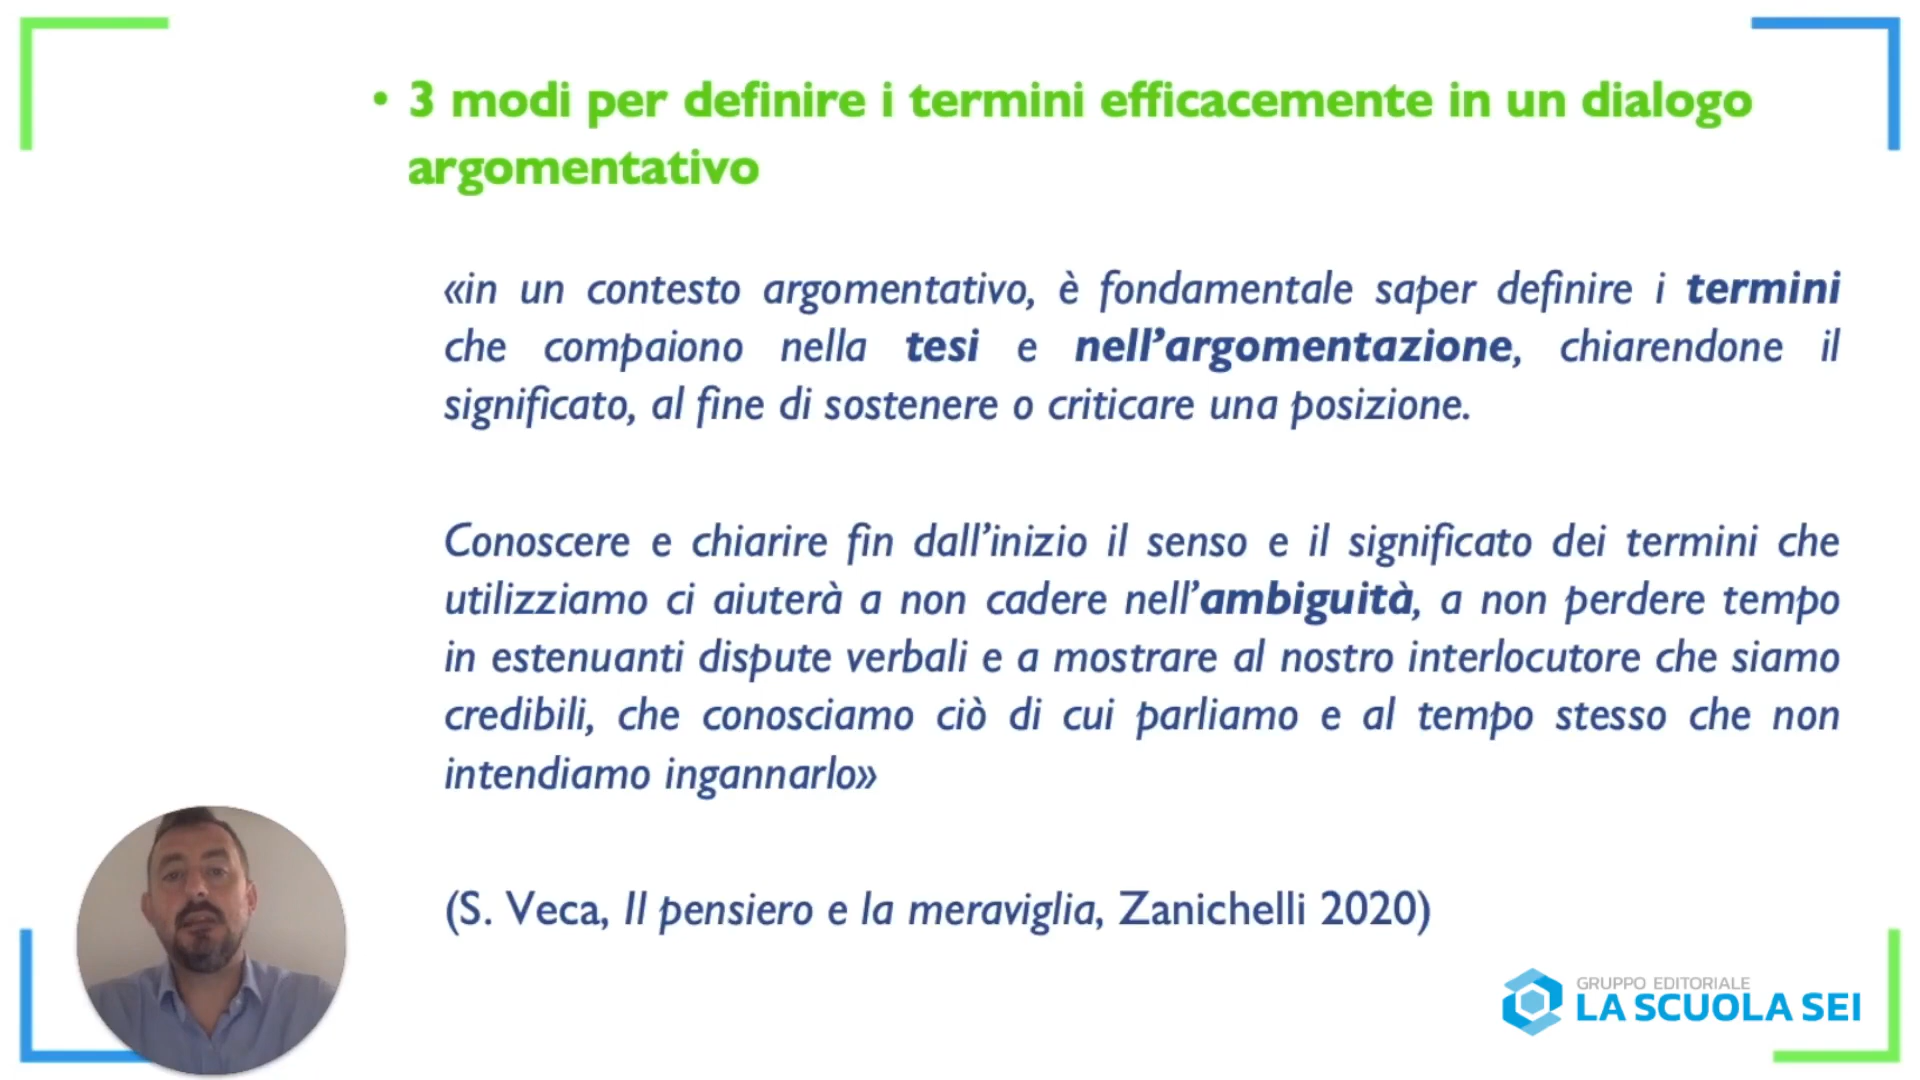 • 3 modi per definire i termini efficacemente in un dialogo
argomentativo
«in un contesto argomentativo, è fondamentale saper definire i termini
che compaiono nella tesi e nell’argomentazione, chiarendone il
significato, al fine di sostenere o criticare una posizione.
Conoscere e chiarire fin dall’inizio il senso e il significato dei termini che
utilizziamo ci aiuterà a non cadere nell’ambiguità, a non perdere tempo
in estenuanti dispute verbali e a mostrare al nostro interlocutore che siamo
credibili, che conosciamo ciò di cui parliamo e al tempo stesso che non
intendiamo ingannarlo»
(S. Veca, Il pensiero e la meraviglia, Zanichelli 2020)
GRUPPO EDITORIALE
LA SCUOLA SEI